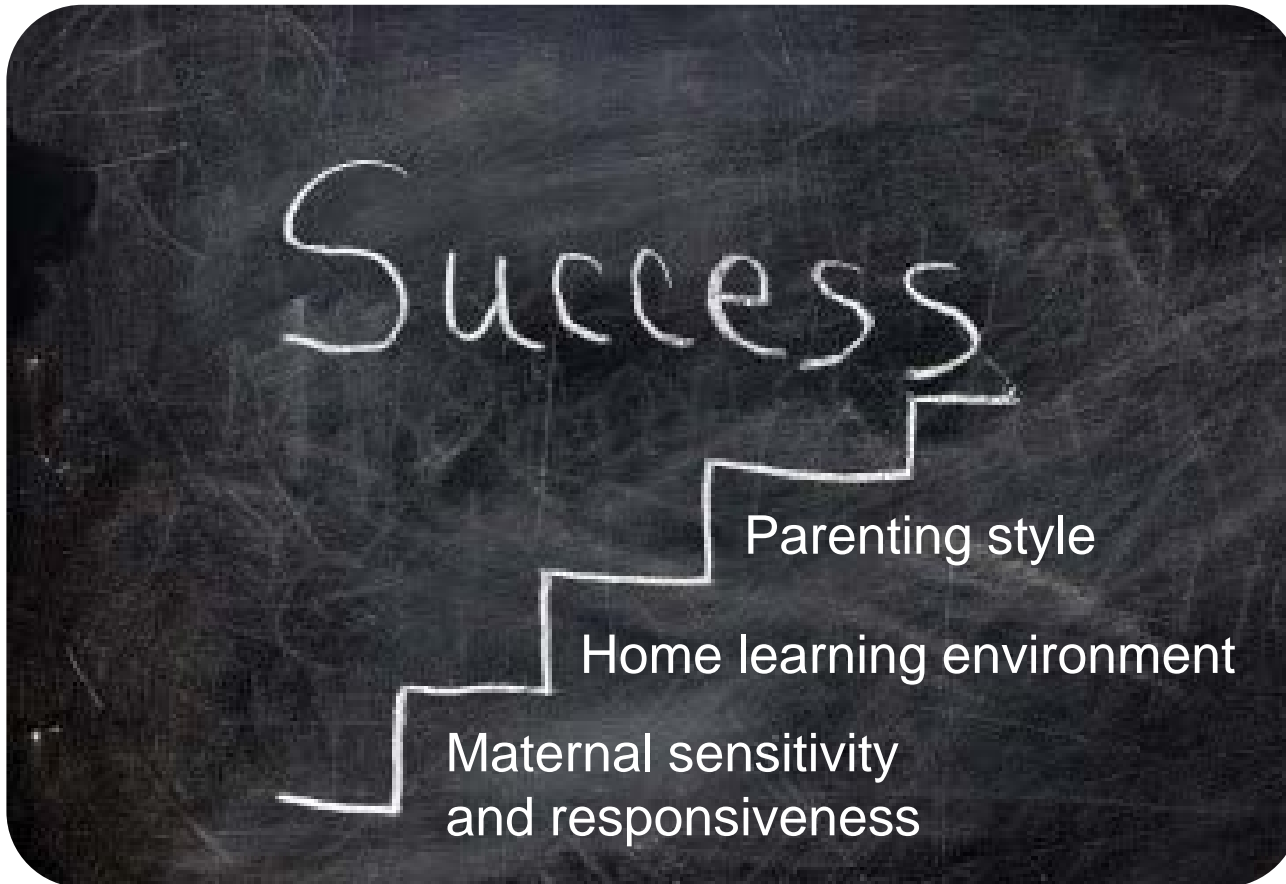 Success
Parenting style
Home learning environment
Maternal sensitivity
and responsiveness